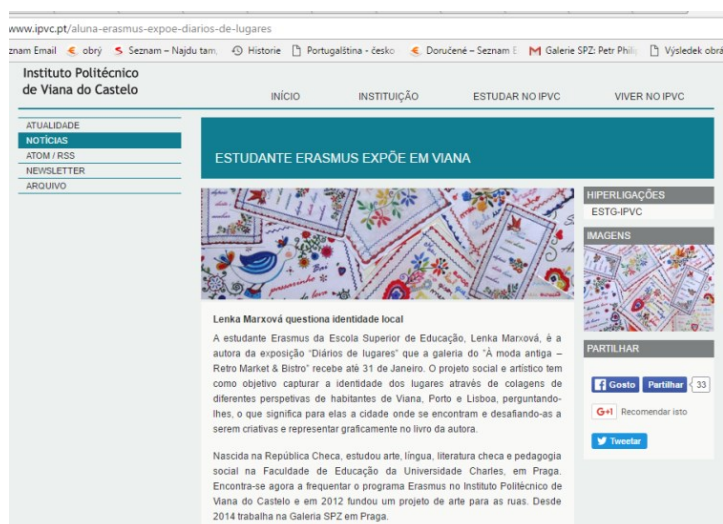 www.ipvc.pt/aluna-erasmus-expoe-diarios-de-lugares
znam Email obrý Seznam – Najdu tam, Historie Portugalština - česko Doručené – Seznam E Galerie SPZ: Petr Philip Výsledek obrá
Instituto Politécnico
de Viana do Castelo
INÍCIO INSTITUIÇÃO ESTUDAR NO IPVC VIVER NO IPVC
ATUALIDADE
NOTÍCIAS
ATOM / RSS
NEWSLETTER
ARQUIVO
ESTUDANTE ERASMUS EXPÕE EM VIANA
Lenka Marxová questiona identidade local
A estudante Erasmus da Escola Superior de Educação, Lenka Marxová, é a
autora da exposição “Diários de lugares” que a galeria do “À moda antiga –
Retro Market & Bistro” recebe até 31 de Janeiro. O projeto social e artístico tem
como objetivo capturar a identidade dos lugares através de colagens de
diferentes perspetivas de habitantes de Viana, Porto e Lisboa, perguntando-
lhes, o que significa para elas a cidade onde se encontram e desafiando-as a
serem criativas e representar graficamente no livro da autora.
Nascida na República Checa, estudou arte, língua, literatura checa e pedagogia
social na Faculdade de Educação da Universidade Charles, em Praga.
Encontra-se agora a frequentar o programa Erasmus no Instituto Politécnico de
Viana do Castelo e em 2012 fundou um projeto de arte para as ruas. Desde
2014 trabalha na Galeria SPZ em Praga.
HIPERLIGAÇÕES
ESTG-IPVC
IMAGENS
PARTILHAR
Gosto Partilhar 33
G+1 Recomendar isto
Tweetar